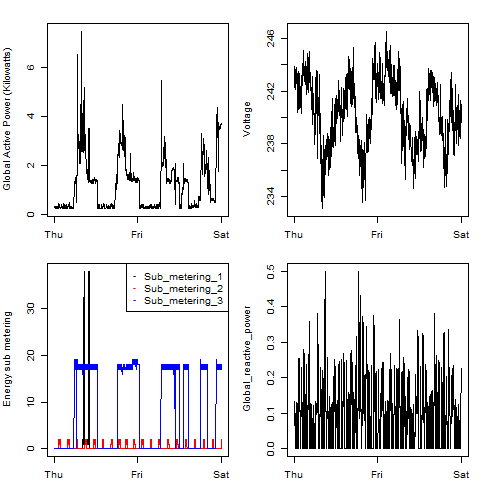 Global Active Power (Kilowatts)
6
4
2
0
Thu
Fri
Sat
Voltage
246
242
238
234
Thu
Fri
Sat
Energy sub metering
30
20
10
0
Sub_metering_1
Sub_metering_2
Sub_metering_3
Thu
Fri
Sat
Global_reactive_power
0.5
0.4
0.3
0.2
0.1
0.0
Thu
Fri
Sat